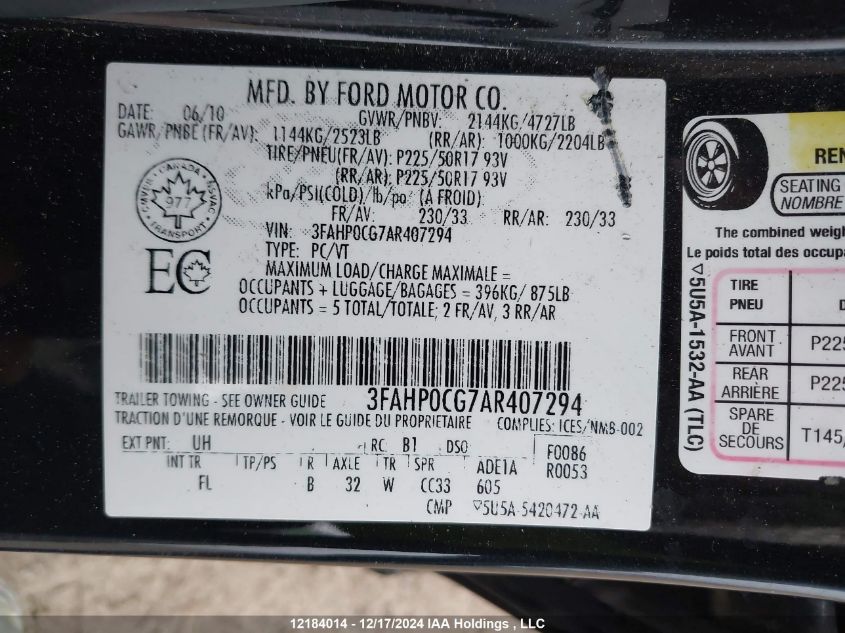 MFD. BY FORD MOTOR CO.
DATE: 06/10 GVWR/PNBV: 2144KG/4727LB
GAWR/PNBE (FR/AV): 1144KG/2523LB (RR/AR): 1000KG/2204LB
TIRE/PNEU(FR/AV): P225/50R17 93V
(RR/AR): P225/50R17 93V
kPa/PSI(COLD)/lb/po² (A FROID)
FR/AV: 230/33 RR/AR: 230/33
VIN: 3FAHP0CG7AR407294
TYPE: PC/VT
MAXIMUM LOAD/CHARGE MAXIMALE =
OCCUPANTS + LUGGAGE/BAGAGES = 396KG/ 875LB
OCCUPANTS = 5 TOTAL/TOTALE; 2 FR/AV, 3 RR/AR
CANADA
977
TRANSPORT
EC
TRAILER TOWING - SEE OWNER GUIDE 3FAHP0CG7AR407294
TRACTION D'UNE REMORQUE - VOIR LE GUIDE DU PROPRIETAIRE COMPLIES: ICES/NMB-002
EXT PNT: UH RC B1 DSO F0086
R0053
INT TR TP/PS R AXLE TR SPR ADE1A
FL B 32 W CC33 605
CMP ▽5U5A-5420472-AA
REN
SEATING
NOMBRE
The combined weigh
Le poids total des occupa
▽5U5A-1532-AA (TLC)
TIRE
PNEU
FRONT
AVANT P225
REAR
ARRIÈRE P225
SPARE
DE
SECOURS T145/
12184014 - 12/17/2024 IAA Holdings, LLC